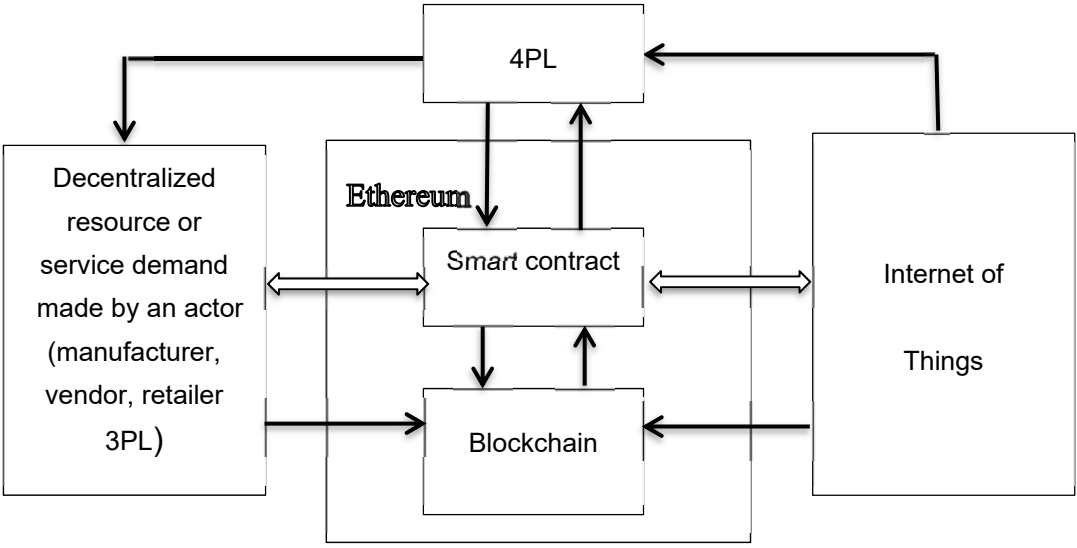 4PL
Decentralized
resource or
service demand
made by an actor
(manufacturer,
vendor, retailer
3PL)
Ethereum
Smart contract
Blockchain
Internet of
Things